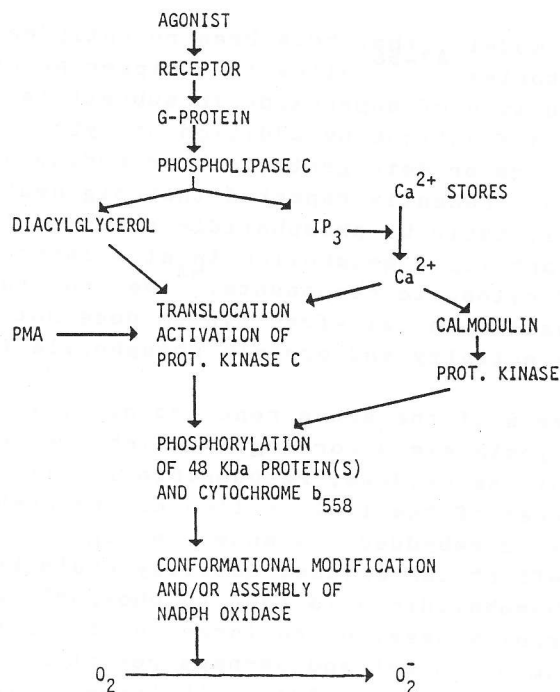 AGONIST
RECEPTOR
G-PROTEIN
PHOSPHOLIPASE C
DIACYLGLYCEROL
IP3
Ca2+ STORES
Ca2+
PMA
TRANSLOCATION
ACTIVATION OF
PROT. KINASE C
CALMODULIN
PROT. KINASE
PHOSPHORYLATION
OF 48 KDa PROTEIN(S)
AND CYTOCHROME b558
CONFORMATIONAL MODIFICATION
AND/OR ASSEMBLY OF
NADPH OXIDASE
O2
O2-